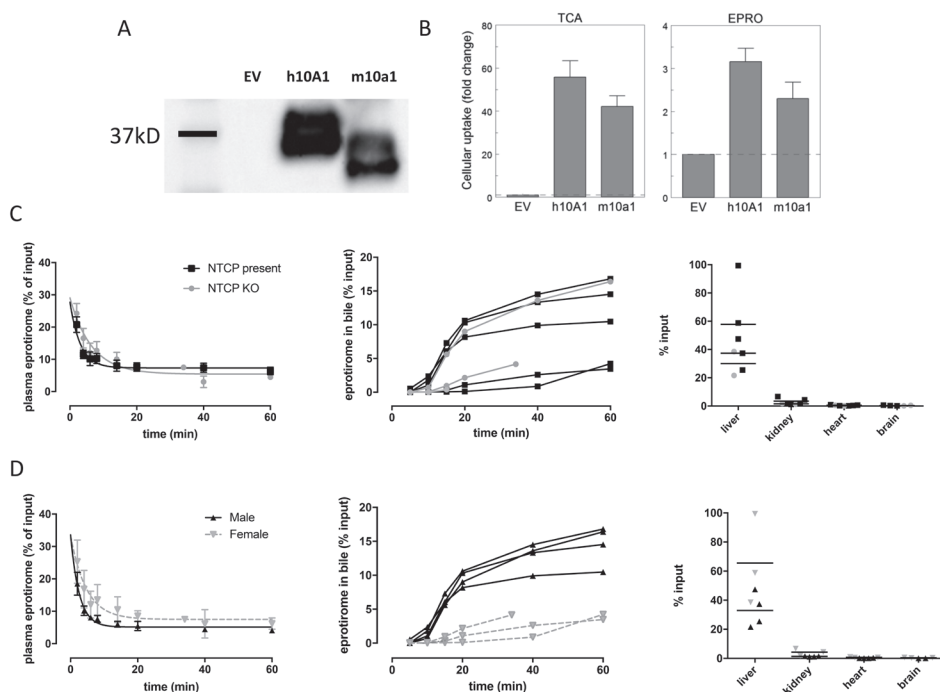 A
EV h10A1 m10a1
37kD
B
TCA
EPRO
Cellular uptake (fold change)
80
60
40
20
0
EV h10A1 m10a1
4
3
2
1
0
EV h10A1 m10a1
C
plasma eprotirome (% of input)
40
30
20
10
0
NTCP present
NTCP KO
0 20 40 60
time (min)
eprotirome in bile (% input)
20
15
10
5
0
0 10 20 30 40 50 60
time (min)
% input
100
80
60
40
20
0
liver
kidney
heart
brain
D
plasma eprotirome (% of input)
40
30
20
10
0
Male
Female
0 20 40 60
time (min)
eprotirome in bile (% input)
20
15
10
5
0
0 10 20 30 40 50 60
time (min)
% input
100
80
60
40
20
0
liver
kidney
heart
brain